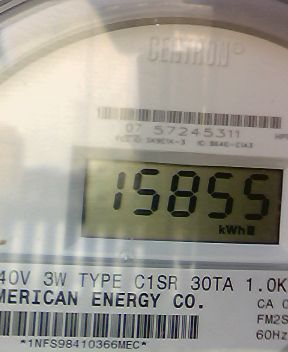 CENTRON®
07 57245311
15855
kWh
40V 3W TYPE C1SR 30TA 1.0K
MERICAN ENERGY CO.
CA 0
FM2S
60Hz
*1NFS98410366MEC*